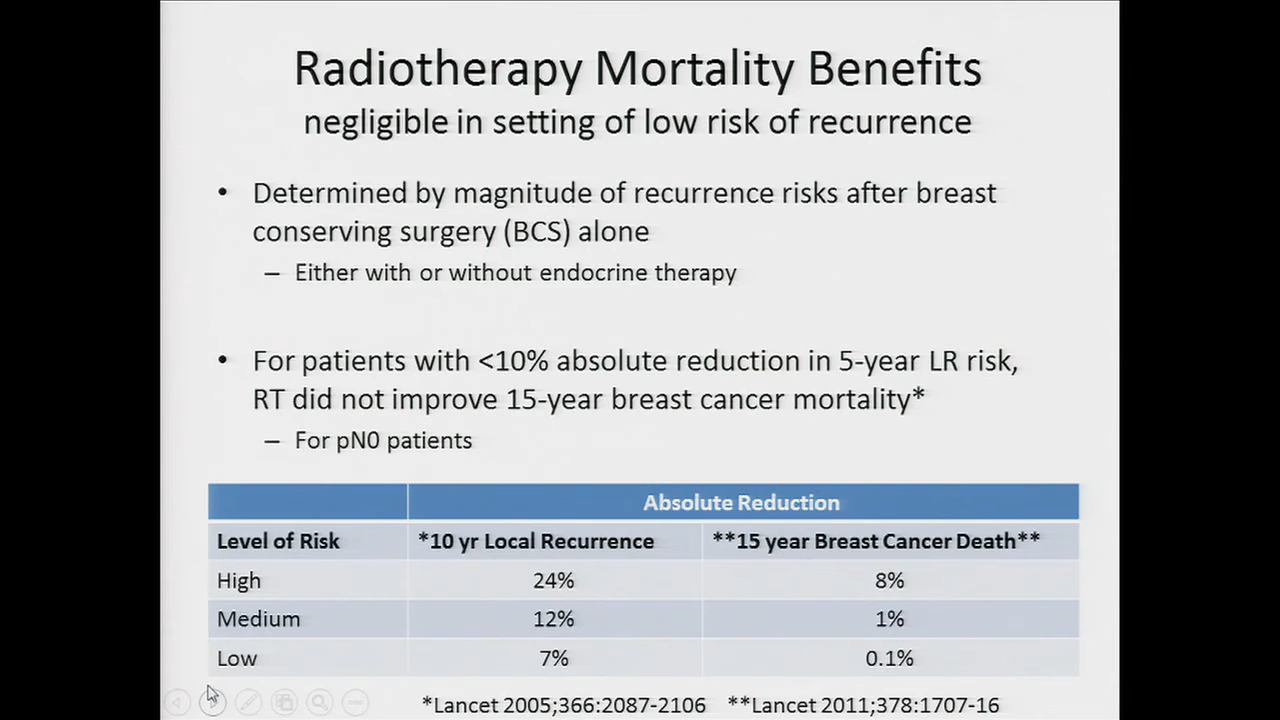 Radiotherapy Mortality Benefits
negligible in setting of low risk of recurrence
• Determined by magnitude of recurrence risks after breast
conserving surgery (BCS) alone
– Either with or without endocrine therapy
• For patients with <10% absolute reduction in 5-year LR risk,
RT did not improve 15-year breast cancer mortality*
– For pN0 patients
Absolute Reduction
Level of Risk *10 yr Local Recurrence **15 year Breast Cancer Death**
High 24% 8%
Medium 12% 1%
Low 7% 0.1%
*Lancet 2005;366:2087-2106 **Lancet 2011;378:1707-16